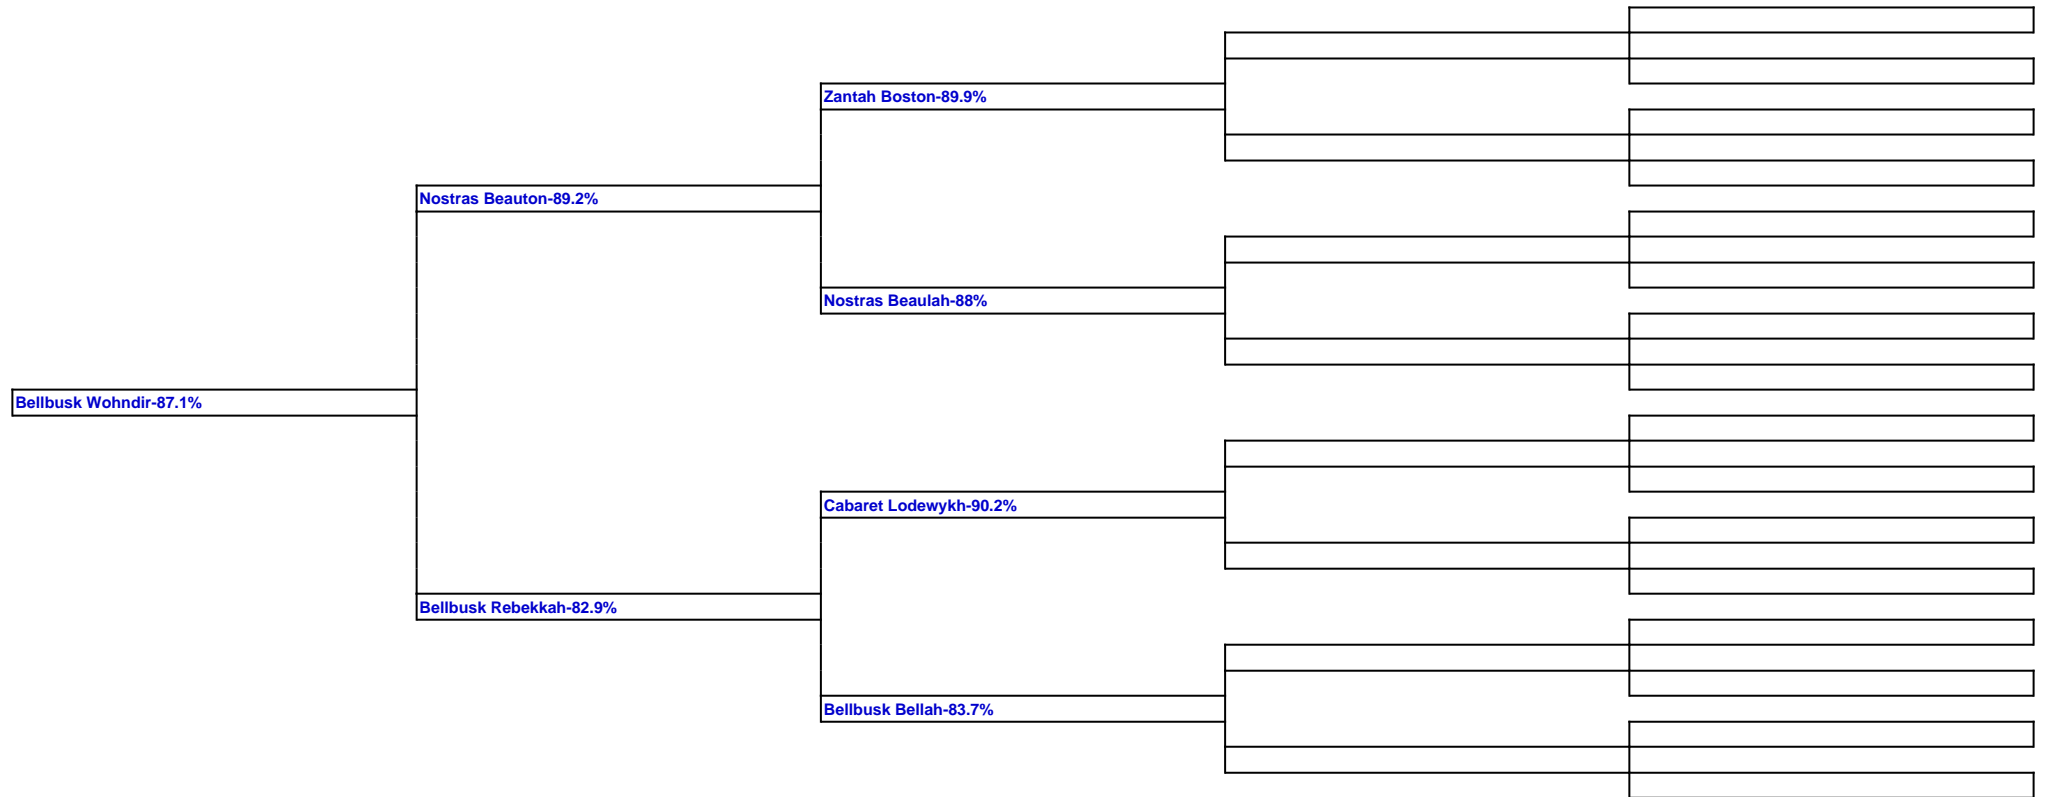 Zantah Boston-89.9%
Nostras Beauton-89.2%
Nostras Beaulah-88%
Bellbusk Wohndir-87.1%
Cabaret Lodewykh-90.2%
Bellbusk Rebekkah-82.9%
Bellbusk Bellah-83.7%